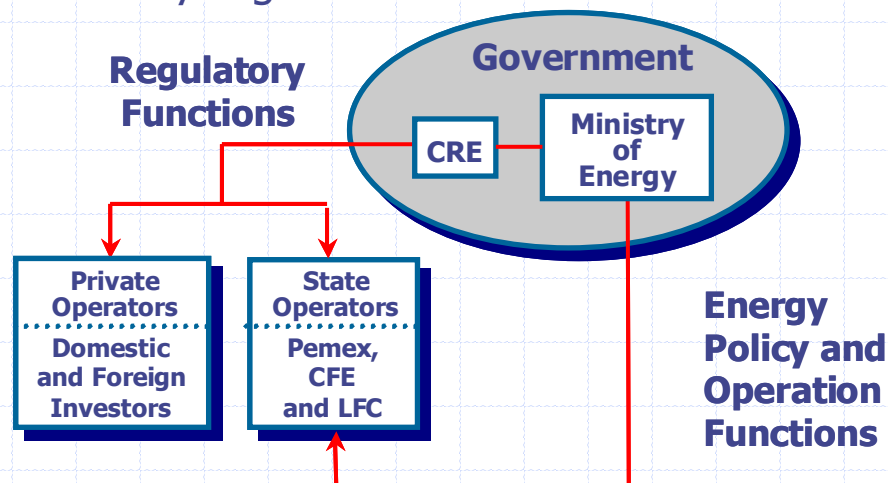 Government
Regulatory
Functions
CRE
Ministry
of
Energy
Private
Operators
Domestic
and Foreign
Investors
State
Operators
Pemex,
CFE
and LFC
Energy
Policy and
Operation
Functions